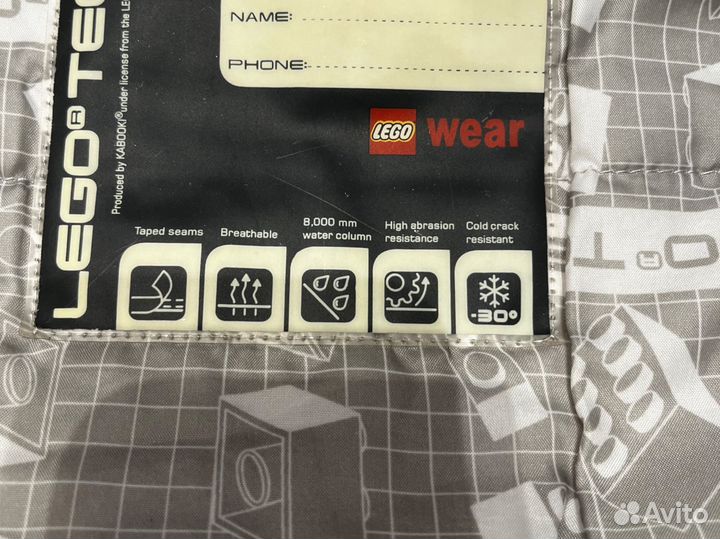 NAME:
PHONE:
LEGO® TEC
Produced by KABOOKI® under license from the LE
LEGO wear
Taped seams
Breathable
8,000 mm
water column
High abrasion
resistance
Cold crack
resistant
-30°
Avito